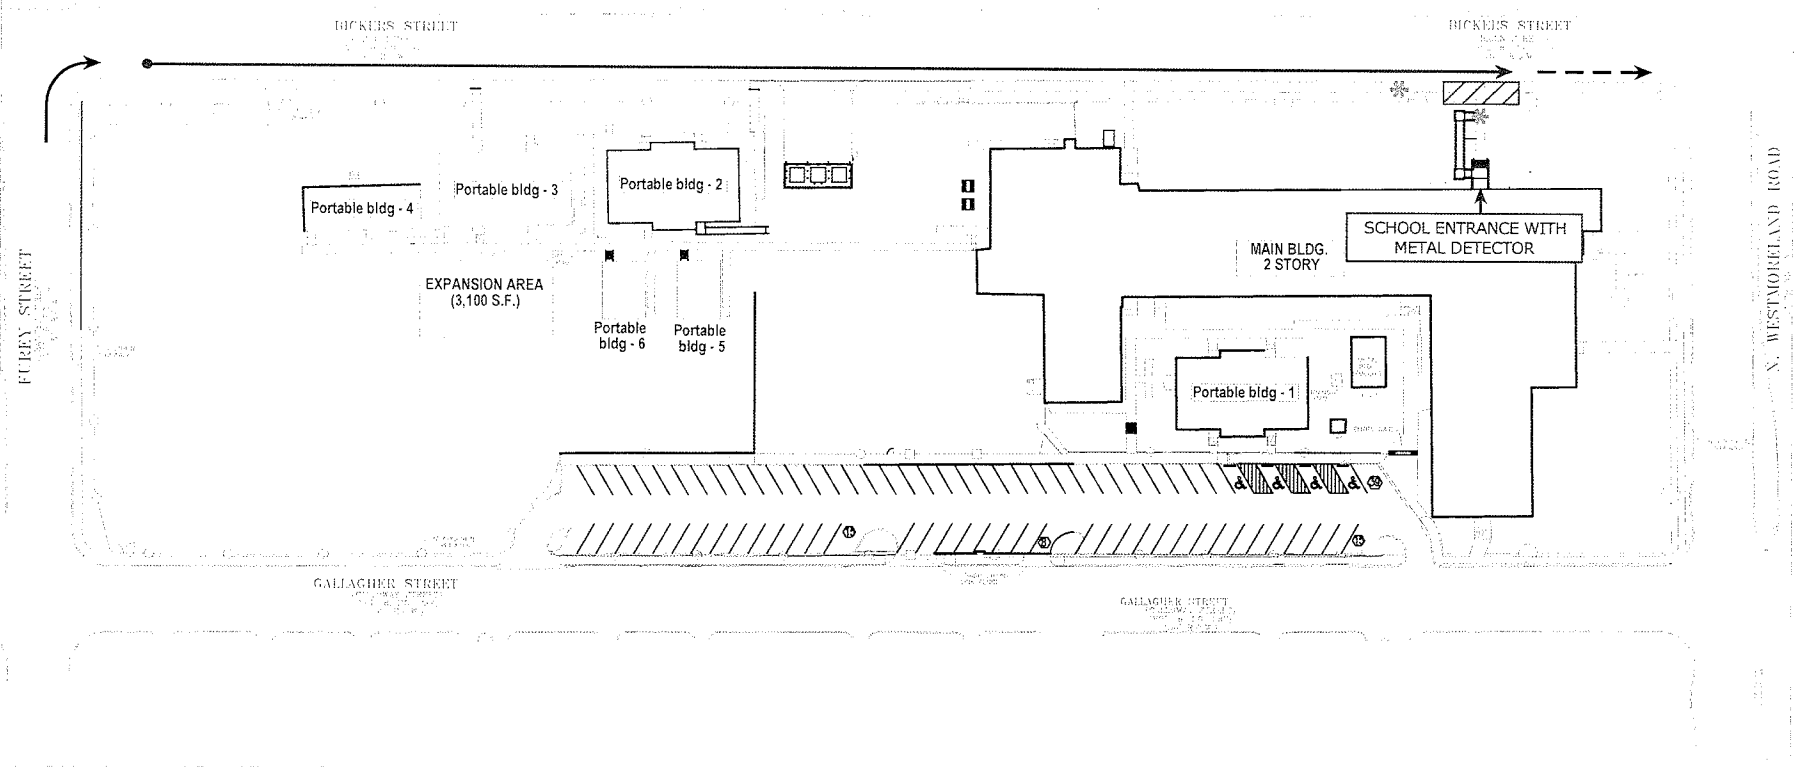 BICKERS STREET
BICKERS STREET
Portable bldg - 3
Portable bldg - 2
Portable bldg - 4
SCHOOL ENTRANCE WITH
METAL DETECTOR
MAIN BLDG.
2 STORY
EXPANSION AREA
(3,100 S.F.)
Portable
bldg - 6
Portable
bldg - 5
Portable bldg - 1
FUREY STREET
N. WESTMORELAND ROAD
GALLAGHER STREET
GALLAGHER STREET